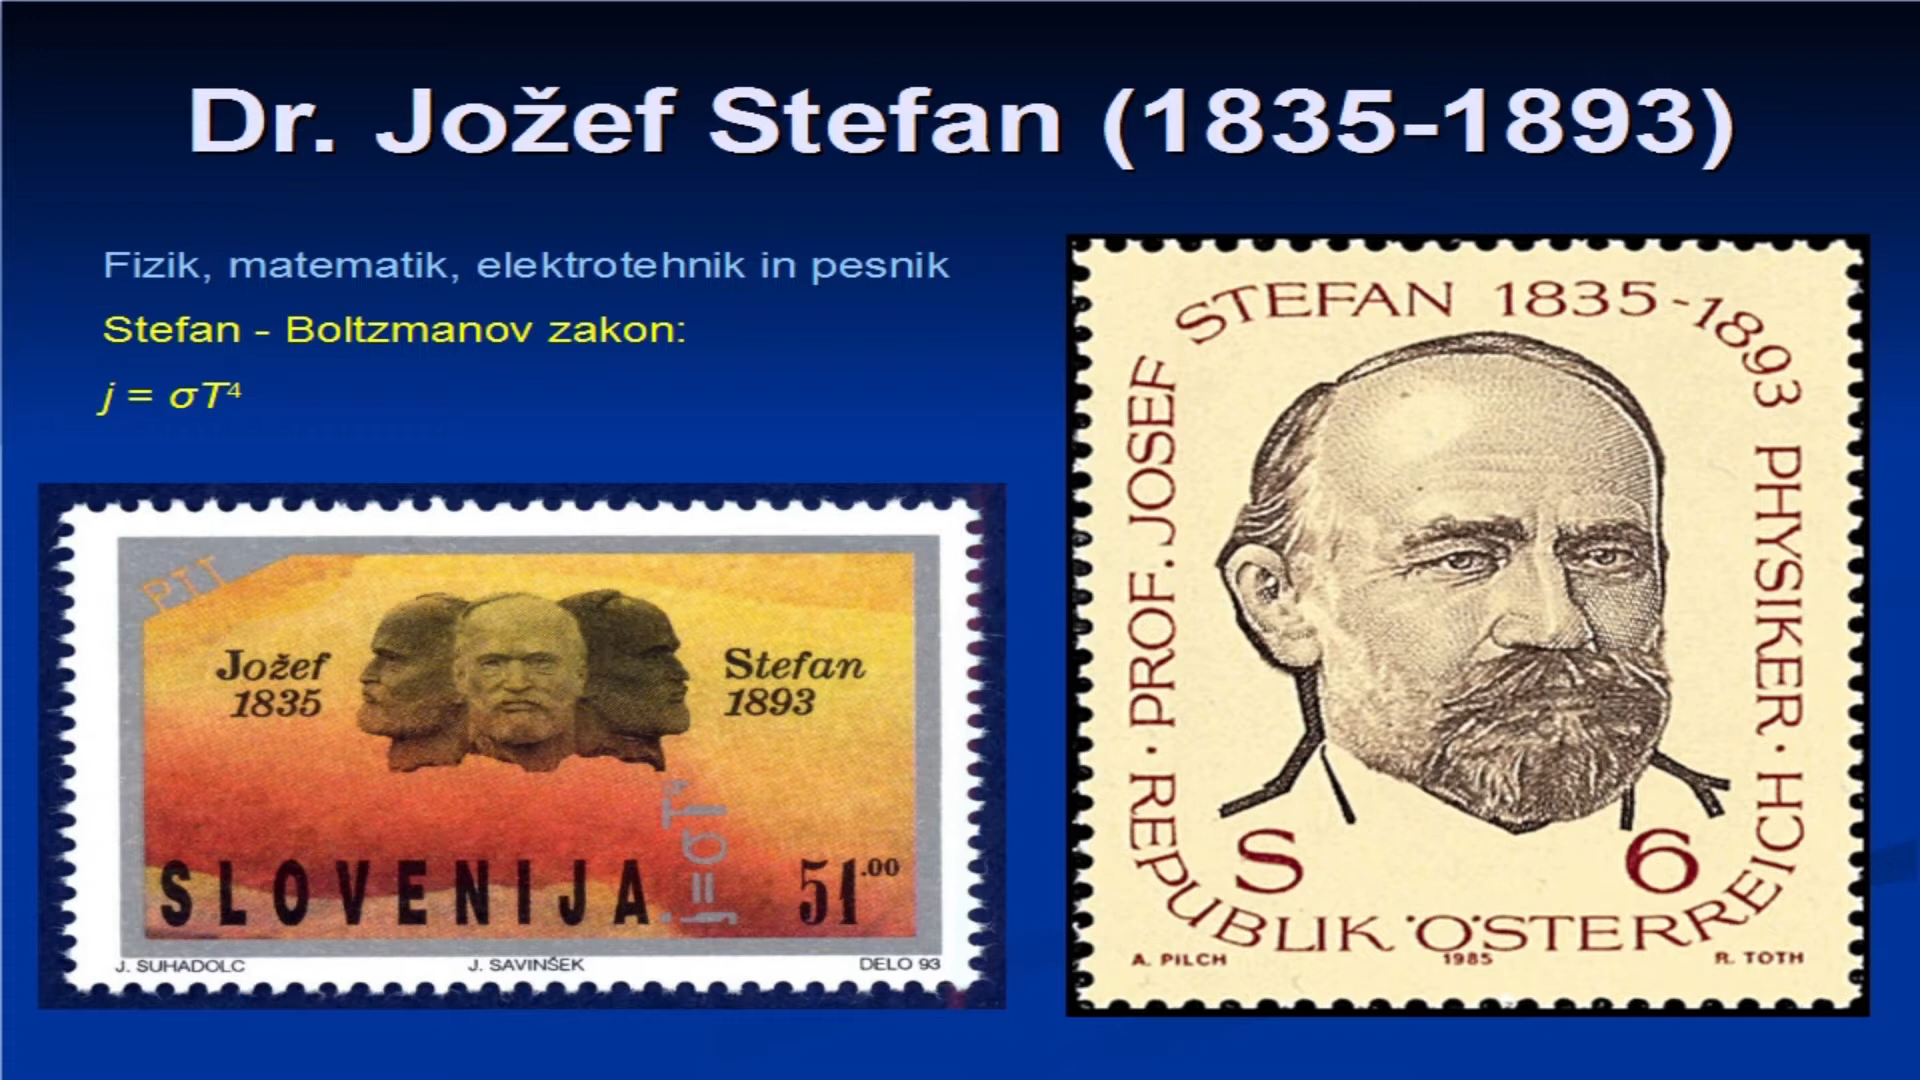 Dr. Jožef Stefan (1835-1893)
Fizik, matematik, elektrotehnik in pesnik
Stefan - Boltzmanov zakon:
j = σT⁴
PTT
Jožef
1835
Stefan
1893
j=σT⁴
SLOVENIJA
51.00
J. SUHADOLC
J. SAVINŠEK
DELO 93
REPUBLIK ÖSTERREICH · PROF. JOSEF STEFAN 1835-1893 PHYSIKER ·
S
6
A. PILCH
1985
R. TOTH